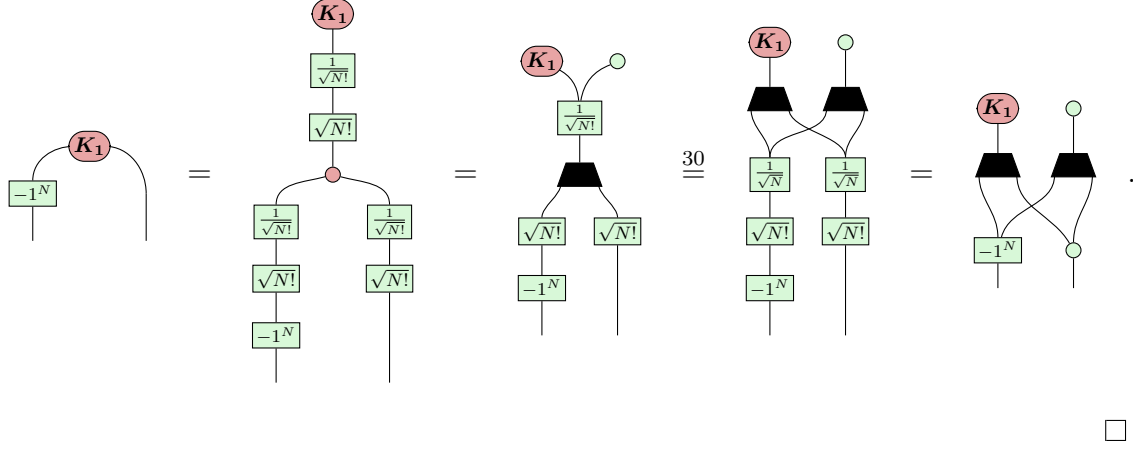 K₁
-1^N
=
K₁
1/√N!
√N!
1/√N! 1/√N!
√N! √N!
-1^N
=
K₁
1/√N!
√N! √N!
-1^N
30
=
K₁
1/√N 1/√N
√N! √N!
-1^N
=
K₁
-1^N
.
□